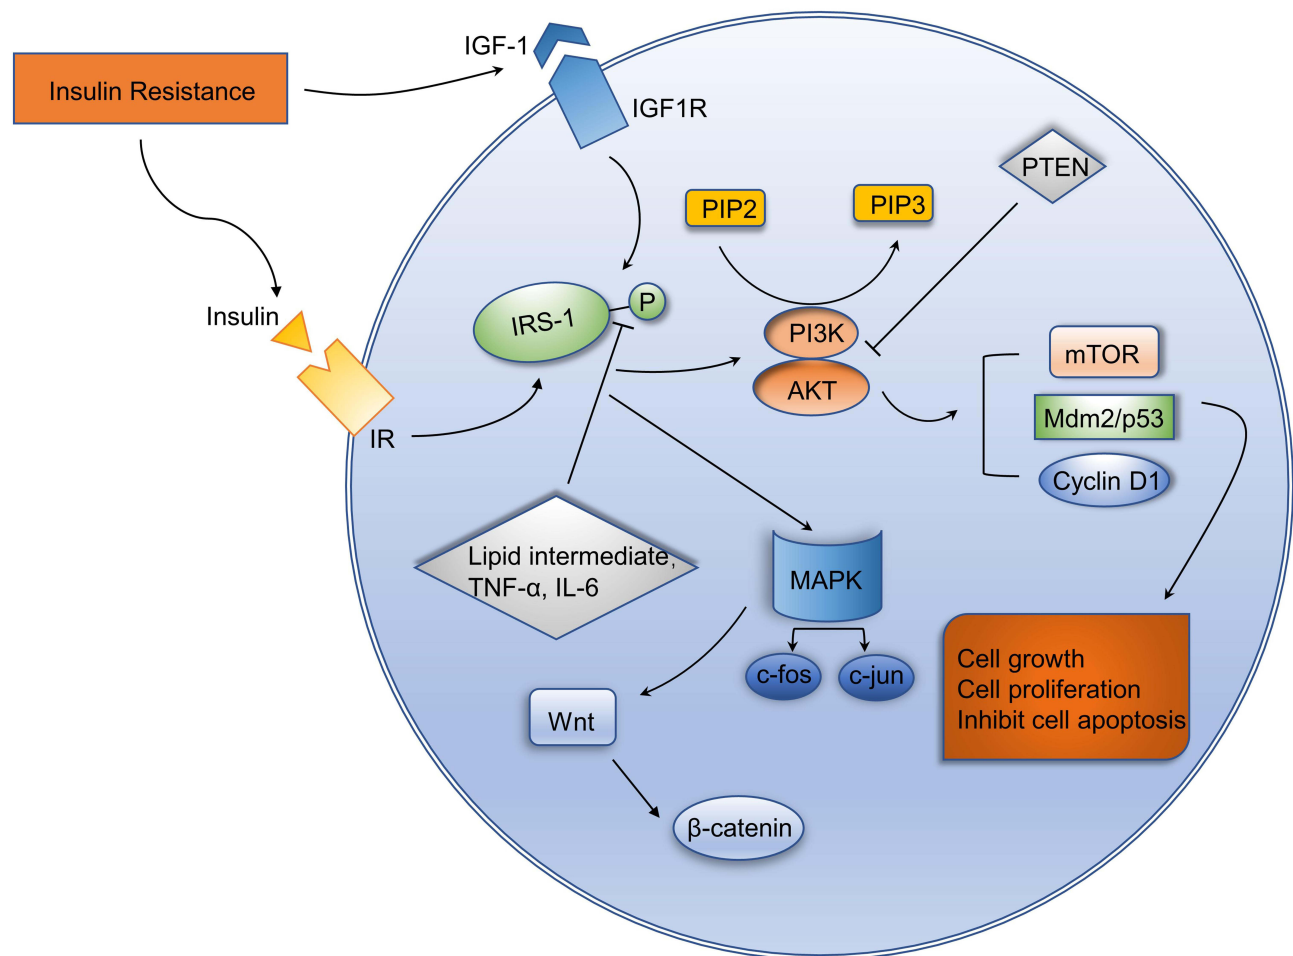 IGF-1
Insulin Resistance
IGF1R
PTEN
PIP2
PIP3
P
IRS-1
Insulin
PI3K
mTOR
AKT
Mdm2/p53
IR
Cyclin D1
Lipid intermediate,
TNF-α, IL-6
MAPK
c-fos
c-jun
Cell growth
Cell proliferation
Inhibit cell apoptosis
Wnt
β-catenin